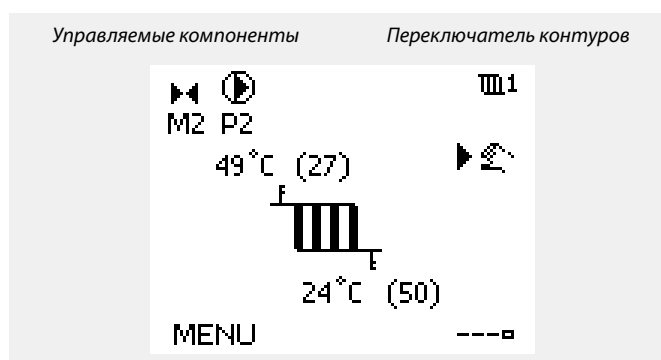 Управляемые компоненты Переключатель контуров
1
M2 P2
49°C (27)
24°C (50)
MENU ---